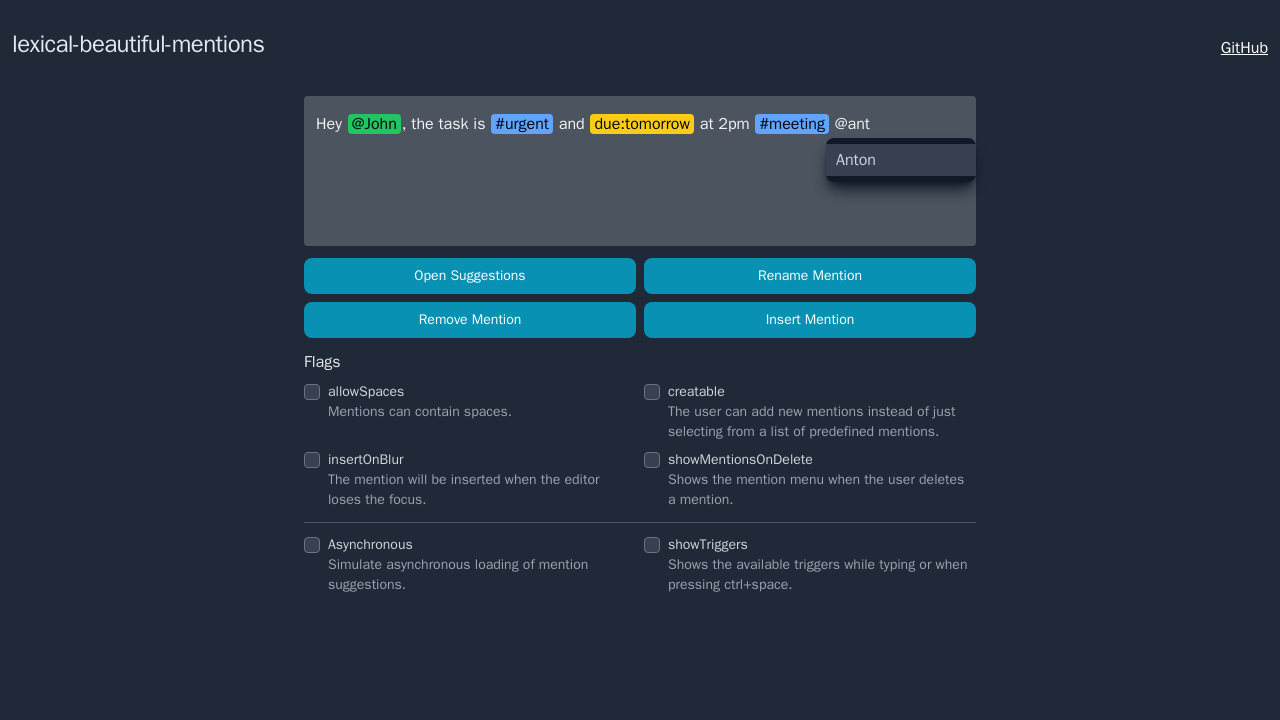 lexical-beautiful-mentions
GitHub
Hey @John, the task is #urgent and due:tomorrow at 2pm #meeting @ant
Anton
Open Suggestions
Rename Mention
Remove Mention
Insert Mention
Flags
allowSpaces
Mentions can contain spaces.
creatable
The user can add new mentions instead of just
selecting from a list of predefined mentions.
insertOnBlur
The mention will be inserted when the editor
loses the focus.
showMentionsOnDelete
Shows the mention menu when the user deletes
a mention.
Asynchronous
Simulate asynchronous loading of mention
suggestions.
showTriggers
Shows the available triggers while typing or when
pressing ctrl+space.